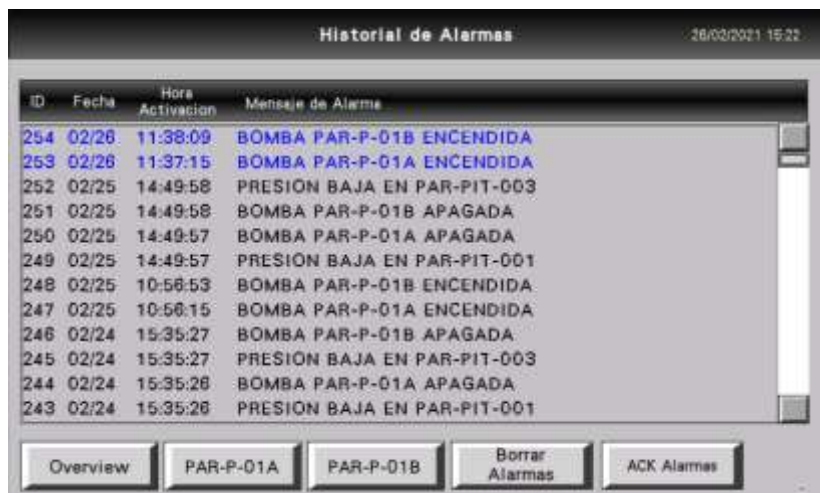 Historial de Alarmas 26/02/2021 15:22
ID Fecha Hora Activacion Mensaje de Alarma
254 02/26 11:38:09 BOMBA PAR-P-01B ENCENDIDA
253 02/26 11:37:15 BOMBA PAR-P-01A ENCENDIDA
252 02/25 14:49:58 PRESION BAJA EN PAR-PIT-003
251 02/25 14:49:58 BOMBA PAR-P-01B APAGADA
250 02/25 14:49:57 BOMBA PAR-P-01A APAGADA
249 02/25 14:49:57 PRESION BAJA EN PAR-PIT-001
248 02/25 10:56:53 BOMBA PAR-P-01B ENCENDIDA
247 02/25 10:56:15 BOMBA PAR-P-01A ENCENDIDA
246 02/24 15:35:27 BOMBA PAR-P-01B APAGADA
245 02/24 15:35:27 PRESION BAJA EN PAR-PIT-003
244 02/24 15:35:26 BOMBA PAR-P-01A APAGADA
243 02/24 15:35:26 PRESION BAJA EN PAR-PIT-001
Overview PAR-P-01A PAR-P-01B Borrar Alarmas ACK Alarmas